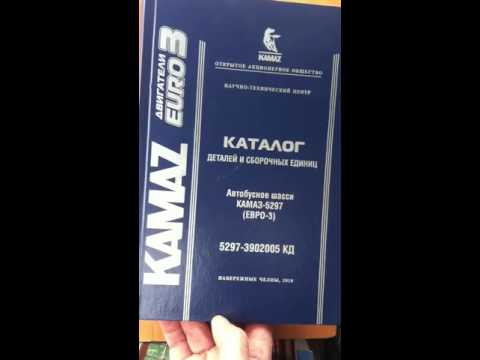 KAMAZ
ДВИГАТЕЛИ
EURO 3
KAMAZ
ОТКРЫТОЕ АКЦИОНЕРНОЕ ОБЩЕСТВО
НАУЧНО-ТЕХНИЧЕСКИЙ ЦЕНТР
КАТАЛОГ
ДЕТАЛЕЙ И СБОРОЧНЫХ ЕДИНИЦ
Автобусное шасси
КАМАЗ-5297
(ЕВРО-3)
5297-3902005 КД
НАБЕРЕЖНЫЕ ЧЕЛНЫ,